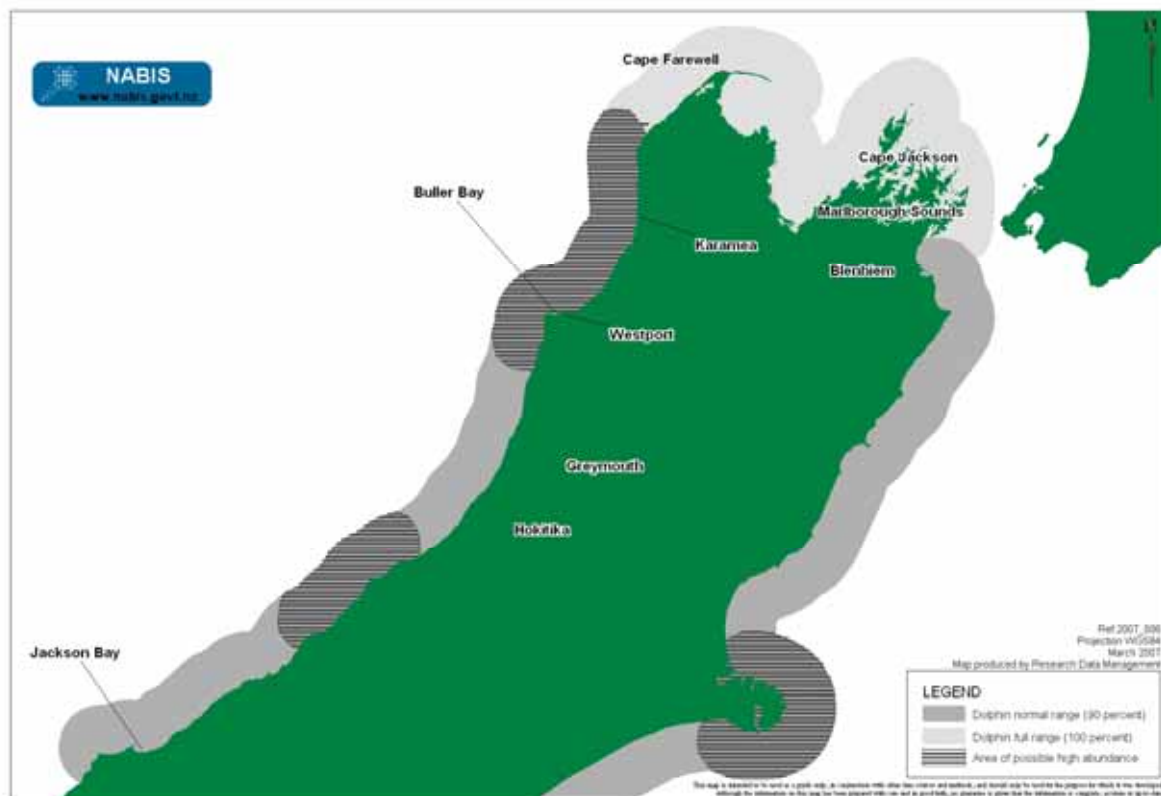 NABIS
www.nabis.govt.nz
Cape Farewell
Cape Jackson
Buller Bay
Marlborough Sounds
Karamea
Blenhiem
Westport
Greymouth
Hokitika
Jackson Bay
Ref 2007_
Projection WGS84
March 2007
Map produced by Research Data Management
LEGEND
Dolphin normal range (90 percent)
Dolphin full range (100 percent)
Area of possible high abundance